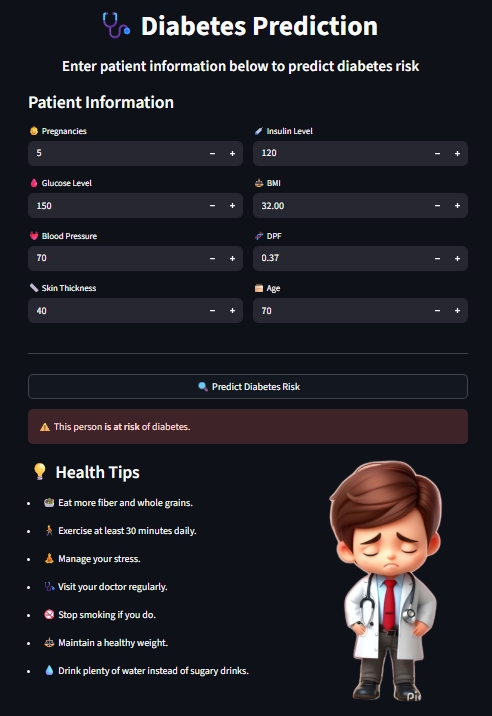 Diabetes Prediction
Enter patient information below to predict diabetes risk
Patient Information
Pregnancies
5 − +
Insulin Level
120 − +
Glucose Level
150 − +
BMI
32.00 − +
Blood Pressure
70 − +
DPF
0.37 − +
Skin Thickness
40 − +
Age
70 − +
Predict Diabetes Risk
This person is at risk of diabetes.
Health Tips
Eat more fiber and whole grains.
Exercise at least 30 minutes daily.
Manage your stress.
Visit your doctor regularly.
Stop smoking if you do.
Maintain a healthy weight.
Drink plenty of water instead of sugary drinks.